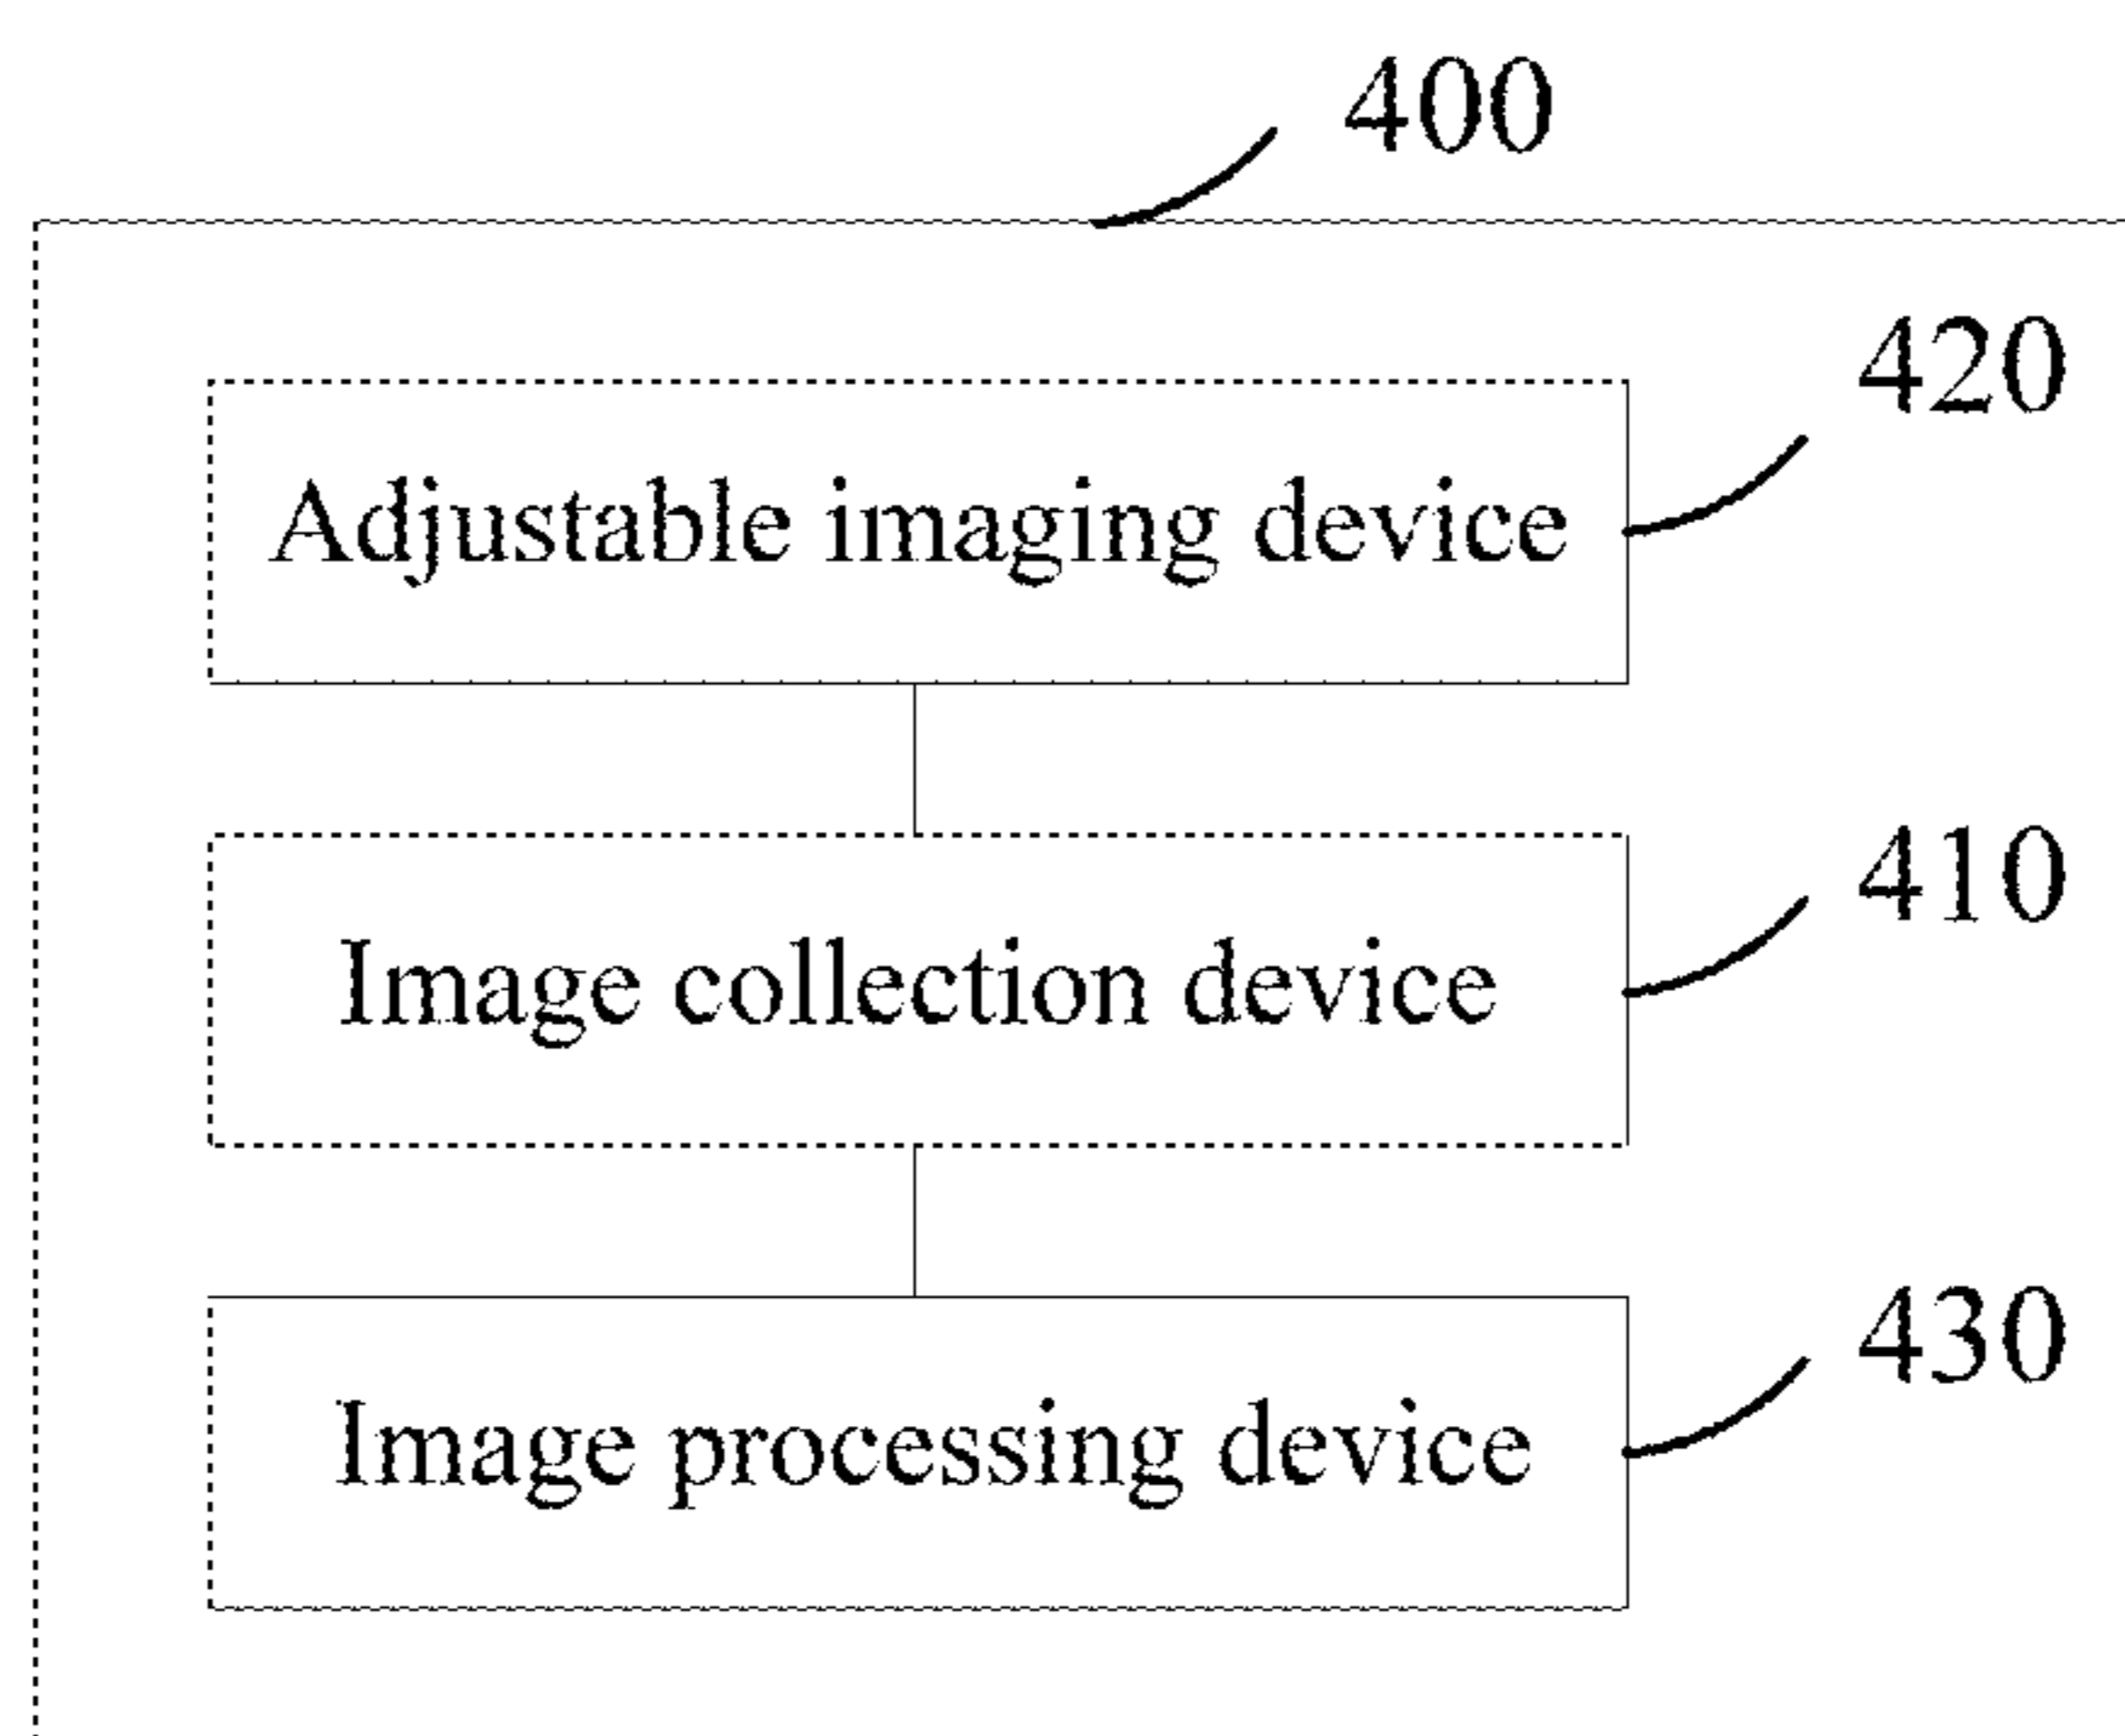 400
420
Adjustable imaging device
410
Image collection device
430
Image processing device